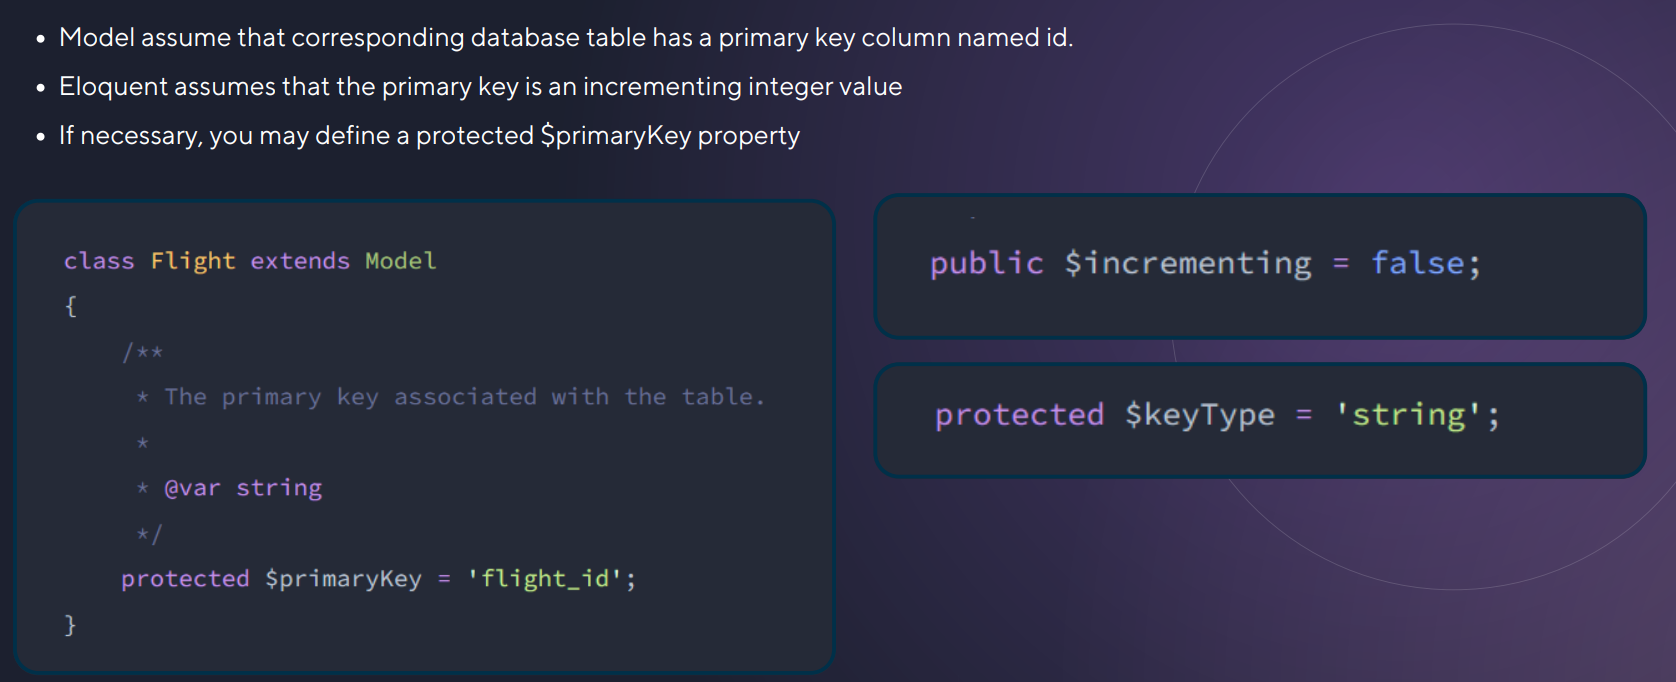 • Model assume that corresponding database table has a primary key column named id.
• Eloquent assumes that the primary key is an incrementing integer value
• If necessary, you may define a protected $primaryKey property
class Flight extends Model
{
    /**
     * The primary key associated with the table.
     *
     * @var string
     */
    protected $primaryKey = 'flight_id';
}
public $incrementing = false;
protected $keyType = 'string';